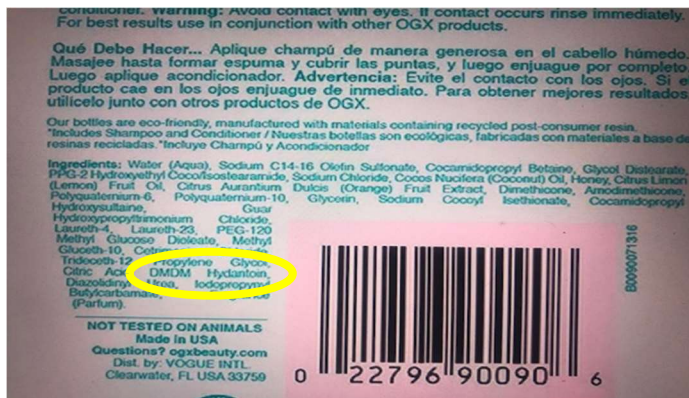 conditioner. Warning: Avoid contact with eyes. If contact occurs rinse immediately.
For best results use in conjunction with other OGX products.
Qué Debe Hacer... Aplique champú de manera generosa en el cabello húmedo.
Masajee hasta formar espuma y cubrir las puntas, y luego enjuague por completo.
Luego aplique acondicionador. Advertencia: Evite el contacto con los ojos. Si el
producto cae en los ojos enjuague de inmediato. Para obtener mejores resultados
utilícelo junto con otros productos de OGX.
Our bottles are eco-friendly, manufactured with materials containing recycled post-consumer resin.
*Includes Shampoo and Conditioner / Nuestras botellas son ecológicas, fabricadas con materiales a base de
resinas recicladas. *Incluye Champú y Acondicionador
Ingredients: Water (Aqua), Sodium C14-16 Olefin Sulfonate, Cocamidopropyl Betaine, Glycol Distearate,
PPG-2 Hydroxyethyl Coco/Isostearamide, Sodium Chloride, Cocos Nucifera (Coconut) Oil, Honey, Citrus Limon
(Lemon) Fruit Oil, Citrus Aurantium Dulcis (Orange) Fruit Extract, Dimethicone, Amodimethicone,
Polyquaternium-6, Polyquaternium-10, Glycerin, Sodium Cocoyl Isethionate, Cocamidopropyl
Hydroxysultaine, Guar
Hydroxypropyltrimonium Chloride,
Laureth-4, Laureth-23, PEG-120
Methyl Glucose Dioleate, Methyl
Gluceth-10,
Trideceth-12, Propylene Glycol,
Citric Acid, DMDM Hydantoin,
Diazolidinyl Urea, Iodopropynyl
Butylcarbamate,
(Parfum).
NOT TESTED ON ANIMALS
Made in USA
Questions? ogxbeauty.com
Dist. by: VOGUE INTL.
Clearwater, FL USA 33759
B0090071316
0 22796 90090 6